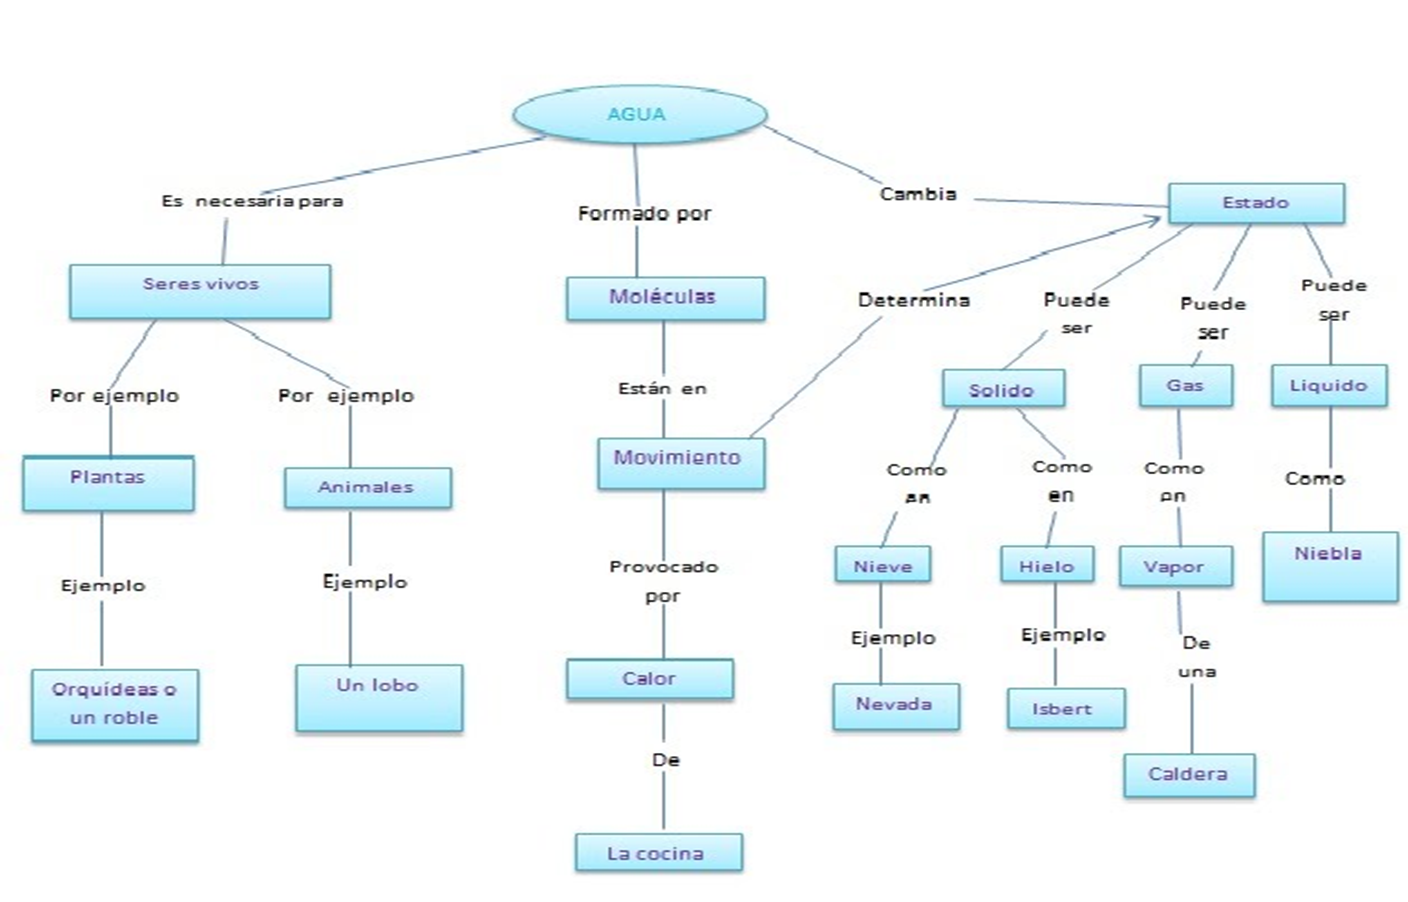 AGUA
Es necesaria para
Formado por
Cambia
Estado
Seres vivos
Moléculas
Determina
Puede
ser
Puede
ser
Puede
ser
Por ejemplo
Por ejemplo
Están en
Solido
Gas
Liquido
Plantas
Animales
Movimiento
Como
en
Como
en
Como
en
Como
Ejemplo
Ejemplo
Provocado
por
Nieve
Hielo
Vapor
Niebla
Orquídeas o
un roble
Un lobo
Calor
Ejemplo
Ejemplo
De
una
Nevada
Isbert
De
Caldera
La cocina